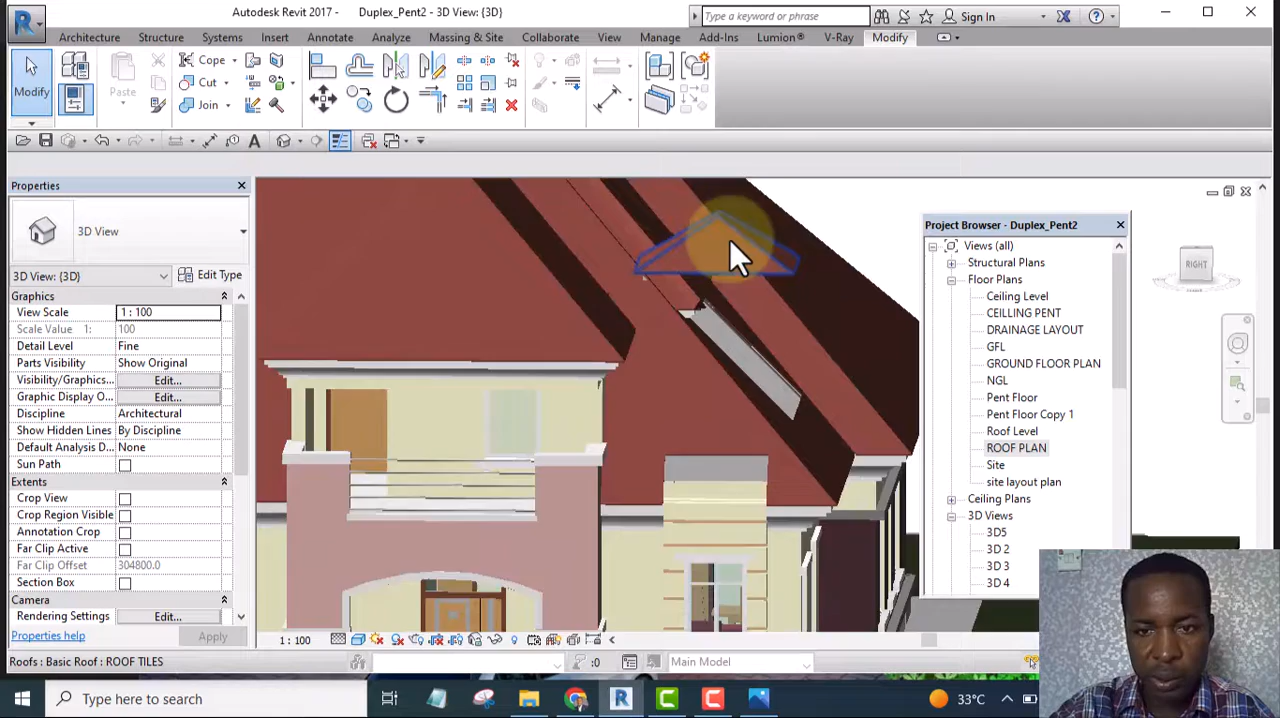 Autodesk Revit 2017 - Duplex_Pent2 - 3D View: {3D}
Type a keyword or phrase
Sign In
Architecture Structure Systems Insert Annotate Analyze Massing & Site Collaborate View Manage Add-Ins Lumion® V-Ray Modify
Modify
Paste
Cope
Cut
Join
Properties
3D View
3D View: {3D}
Edit Type
Graphics
View Scale 1 : 100
Scale Value 1: 100
Detail Level Fine
Parts Visibility Show Original
Visibility/Graphics... Edit...
Graphic Display O... Edit...
Discipline Architectural
Show Hidden Lines By Discipline
Default Analysis D... None
Sun Path
Extents
Crop View
Crop Region Visible
Annotation Crop
Far Clip Active
Far Clip Offset 304800.0
Section Box
Camera
Rendering Settings Edit...
Properties help
Apply
Project Browser - Duplex_Pent2
Views (all)
Structural Plans
Floor Plans
Ceiling Level
CEILLING PENT
DRAINAGE LAYOUT
GFL
GROUND FLOOR PLAN
NGL
Pent Floor
Pent Floor Copy 1
Roof Level
ROOF PLAN
Site
site layout plan
Ceiling Plans
3D Views
3D5
3D 2
3D 3
3D 4
RIGHT
1 : 100
Roofs : Basic Roof : ROOF TILES
:0
Main Model
Type here to search
33°C